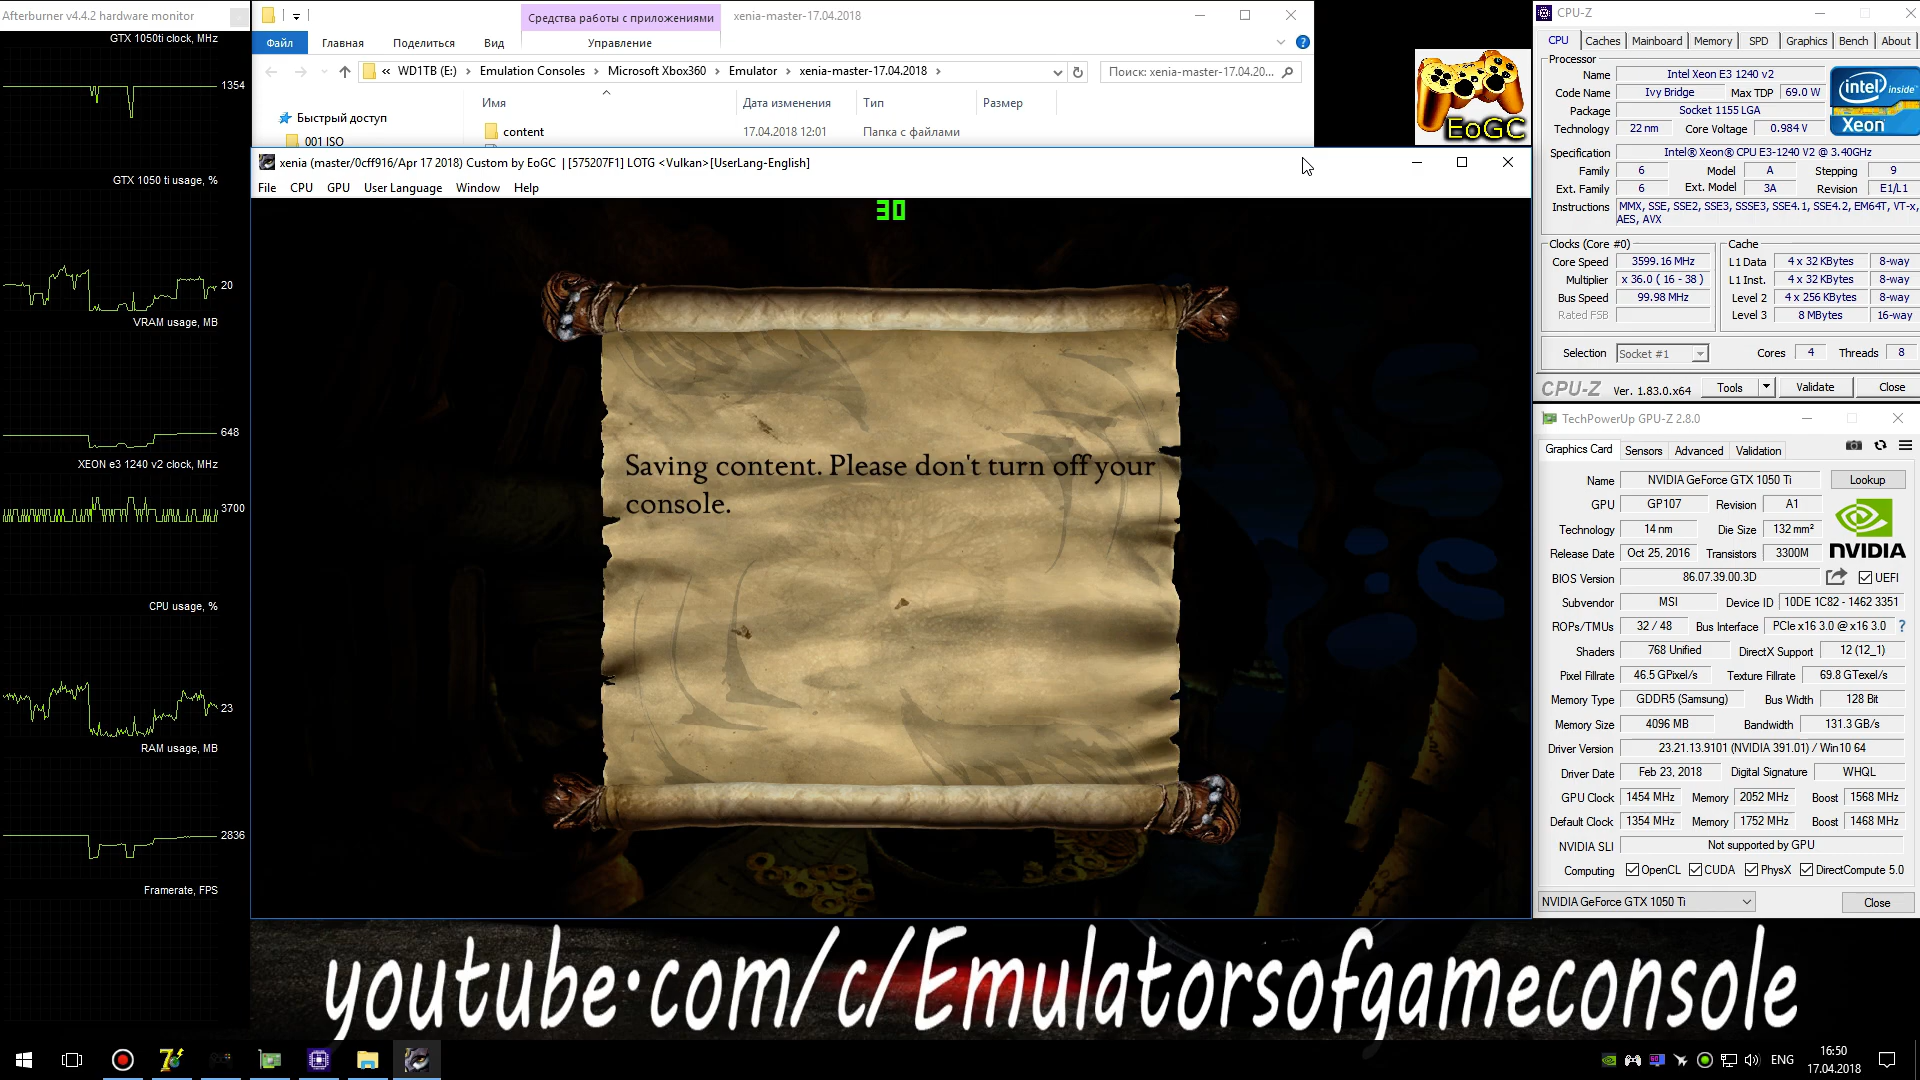 Afterburner v4.4.2 hardware monitor
GTX 1050ti clock, MHz
1354
GTX 1050 ti usage, %
20
VRAM usage, MB
648
XEON e3 1240 v2 clock, MHz
3700
CPU usage, %
23
RAM usage, MB
2836
Framerate, FPS
Средства работы с приложениями
xenia-master-17.04.2018
Файл Главная Поделиться Вид Управление
« WD1TB (E:) › Emulation Consoles › Microsoft Xbox360 › Emulator › xenia-master-17.04.2018 ›
Поиск: xenia-master-17.04.20...
Имя Дата изменения Тип Размер
Быстрый доступ
001 ISO
content 17.04.2018 12:01 Папка с файлами
EoGC
xenia (master/0cff916/Apr 17 2018) Custom by EoGC | [575207F1] LOTG <Vulkan>[UserLang-English]
File CPU GPU User Language Window Help
30
Saving content. Please don't turn off your
console.
CPU-Z
CPU Caches Mainboard Memory SPD Graphics Bench About
Processor
Name Intel Xeon E3 1240 v2
Code Name Ivy Bridge Max TDP 69.0 W
Package Socket 1155 LGA
Technology 22 nm Core Voltage 0.984 V
intel inside
Xeon
Specification Intel® Xeon® CPU E3-1240 V2 @ 3.40GHz
Family 6 Model A Stepping 9
Ext. Family 6 Ext. Model 3A Revision E1/L1
Instructions MMX, SSE, SSE2, SSE3, SSSE3, SSE4.1, SSE4.2, EM64T, VT-x,
AES, AVX
Clocks (Core #0) Cache
Core Speed 3599.16 MHz L1 Data 4 x 32 KBytes 8-way
Multiplier x 36.0 ( 16 - 38 ) L1 Inst. 4 x 32 KBytes 8-way
Bus Speed 99.98 MHz Level 2 4 x 256 KBytes 8-way
Rated FSB Level 3 8 MBytes 16-way
Selection Socket #1 Cores 4 Threads 8
CPU-Z Ver. 1.83.0.x64 Tools Validate Close
TechPowerUp GPU-Z 2.8.0
Graphics Card Sensors Advanced Validation
Name NVIDIA GeForce GTX 1050 Ti Lookup
GPU GP107 Revision A1
Technology 14 nm Die Size 132 mm²
Release Date Oct 25, 2016 Transistors 3300M
NVIDIA
BIOS Version 86.07.39.00.3D UEFI
Subvendor MSI Device ID 10DE 1C82 - 1462 3351
ROPs/TMUs 32 / 48 Bus Interface PCIe x16 3.0 @ x16 3.0 ?
Shaders 768 Unified DirectX Support 12 (12_1)
Pixel Fillrate 46.5 GPixel/s Texture Fillrate 69.8 GTexel/s
Memory Type GDDR5 (Samsung) Bus Width 128 Bit
Memory Size 4096 MB Bandwidth 131.3 GB/s
Driver Version 23.21.13.9101 (NVIDIA 391.01) / Win10 64
Driver Date Feb 23, 2018 Digital Signature WHQL
GPU Clock 1454 MHz Memory 2052 MHz Boost 1568 MHz
Default Clock 1354 MHz Memory 1752 MHz Boost 1468 MHz
NVIDIA SLI Not supported by GPU
Computing OpenCL CUDA PhysX DirectCompute 5.0
NVIDIA GeForce GTX 1050 Ti Close
youtube.com/c/Emulatorsofgameconsole
ENG
16:50
17.04.2018